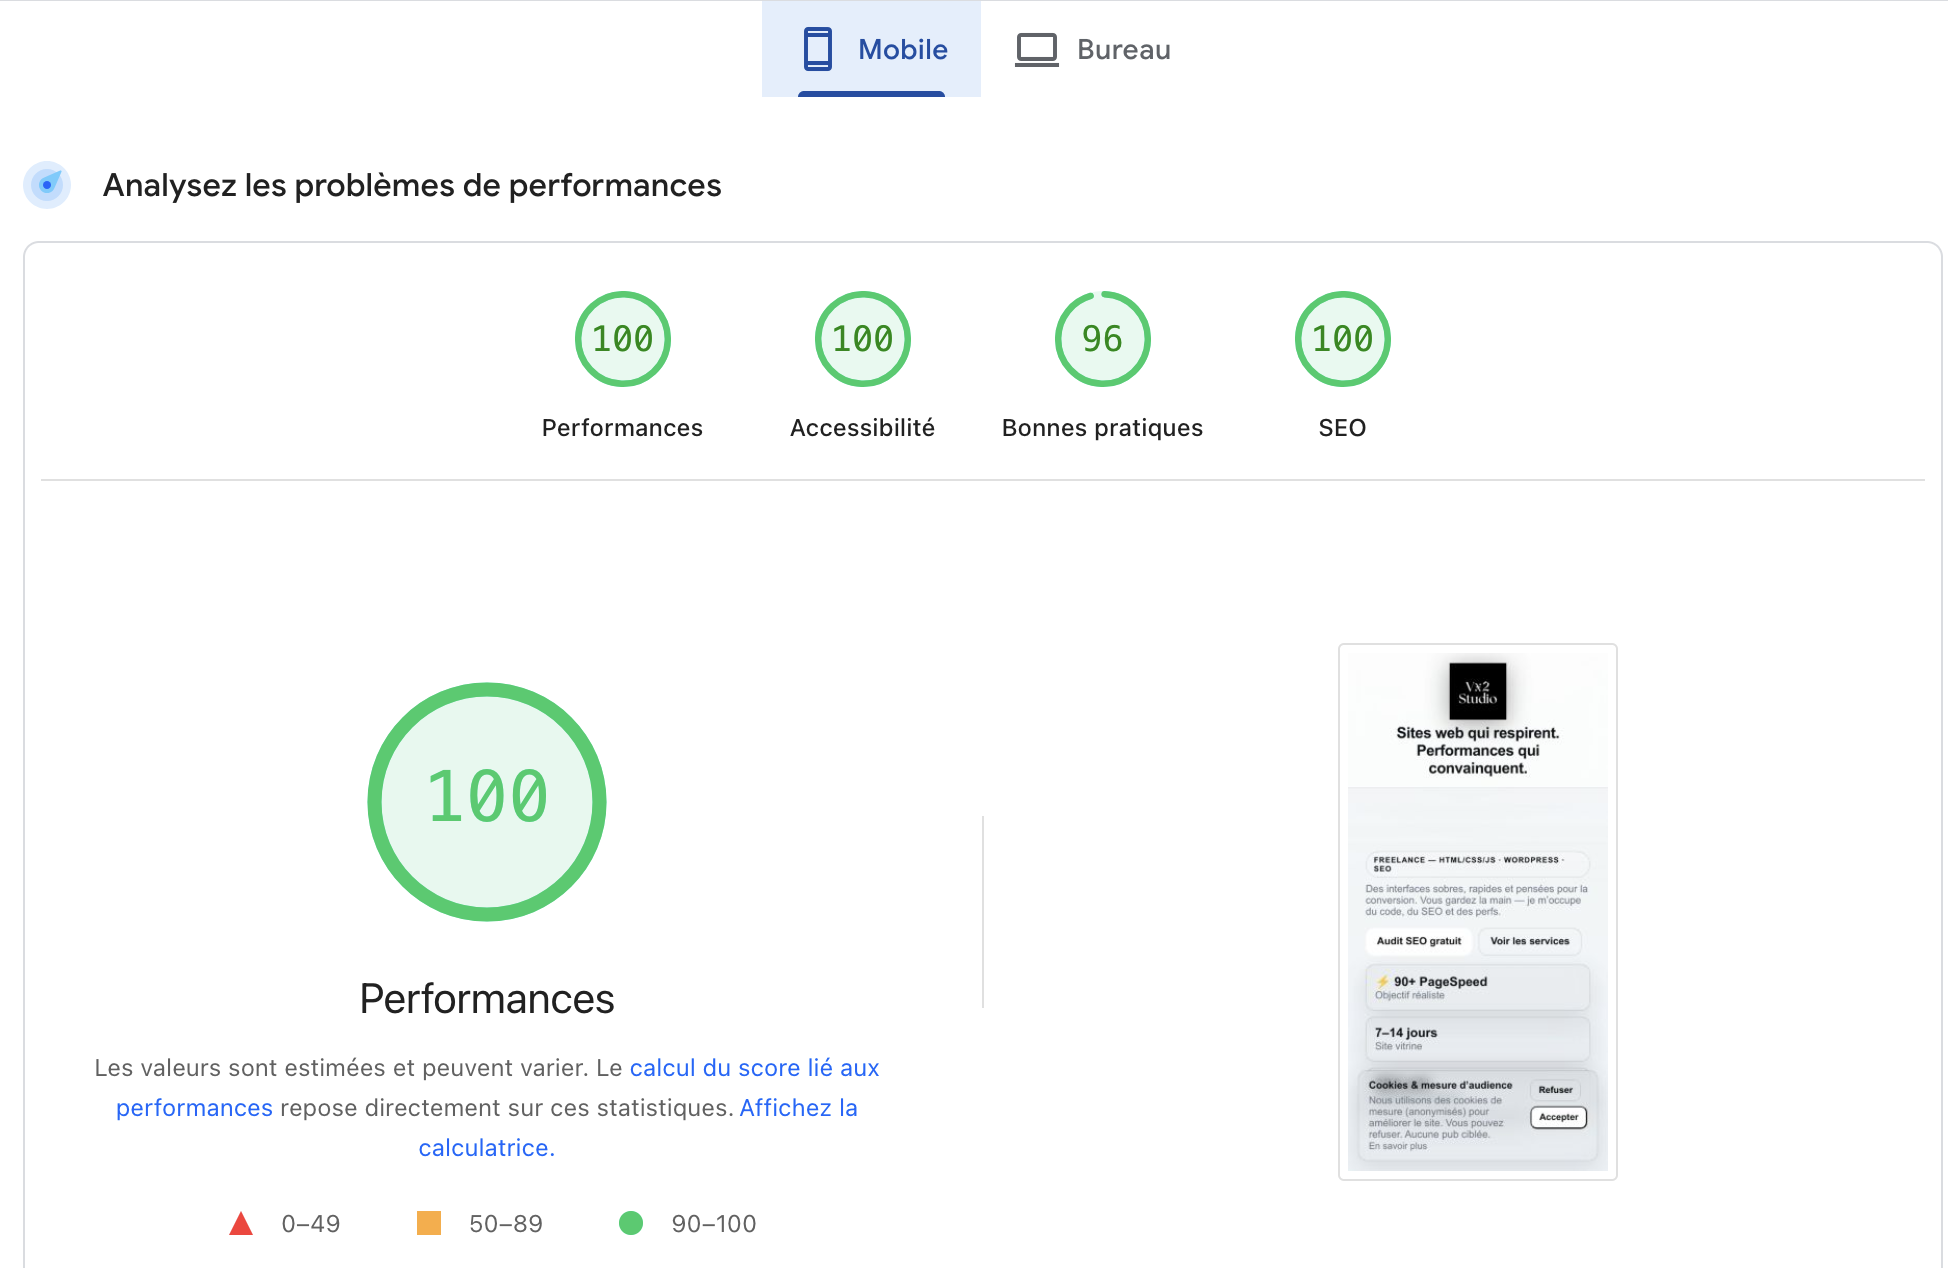 Mobile
Bureau
Analysez les problèmes de performances
100
100
96
100
Performances
Accessibilité
Bonnes pratiques
SEO
100
Performances
Les valeurs sont estimées et peuvent varier. Le calcul du score lié aux
performances repose directement sur ces statistiques. Affichez la
calculatrice.
0–49
50–89
90–100
Vx2
Studio
Sites web qui respirent.
Performances qui
convainquent.
FREELANCE — HTML/CSS/JS · WORDPRESS ·
SEO
Des interfaces sobres, rapides et pensées pour la
conversion. Vous gardez la main — je m’occupe
du code, du SEO et des perfs.
Audit SEO gratuit
Voir les services
⚡ 90+ PageSpeed
Objectif réaliste
7–14 jours
Site vitrine
Cookies & mesure d’audience
Nous utilisons des cookies de
mesure (anonymisés) pour
améliorer le site. Vous pouvez
refuser. Aucune pub ciblée.
En savoir plus
Refuser
Accepter